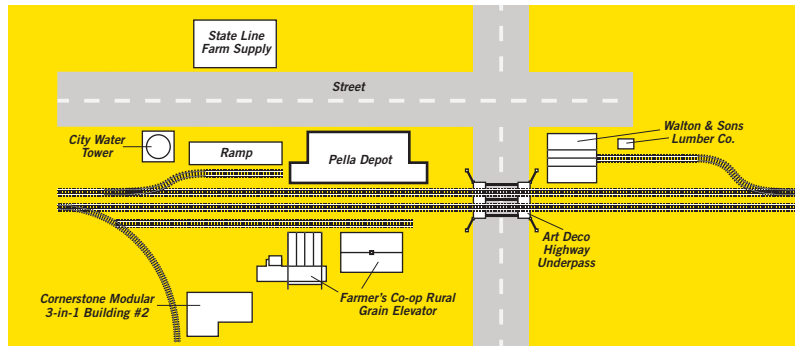 State Line
Farm Supply
Street
City Water
Tower
Ramp
Pella Depot
Walton & Sons
Lumber Co.
Art Deco
Highway
Underpass
Cornerstone Modular
3-in-1 Building #2
Farmer's Co-op Rural
Grain Elevator